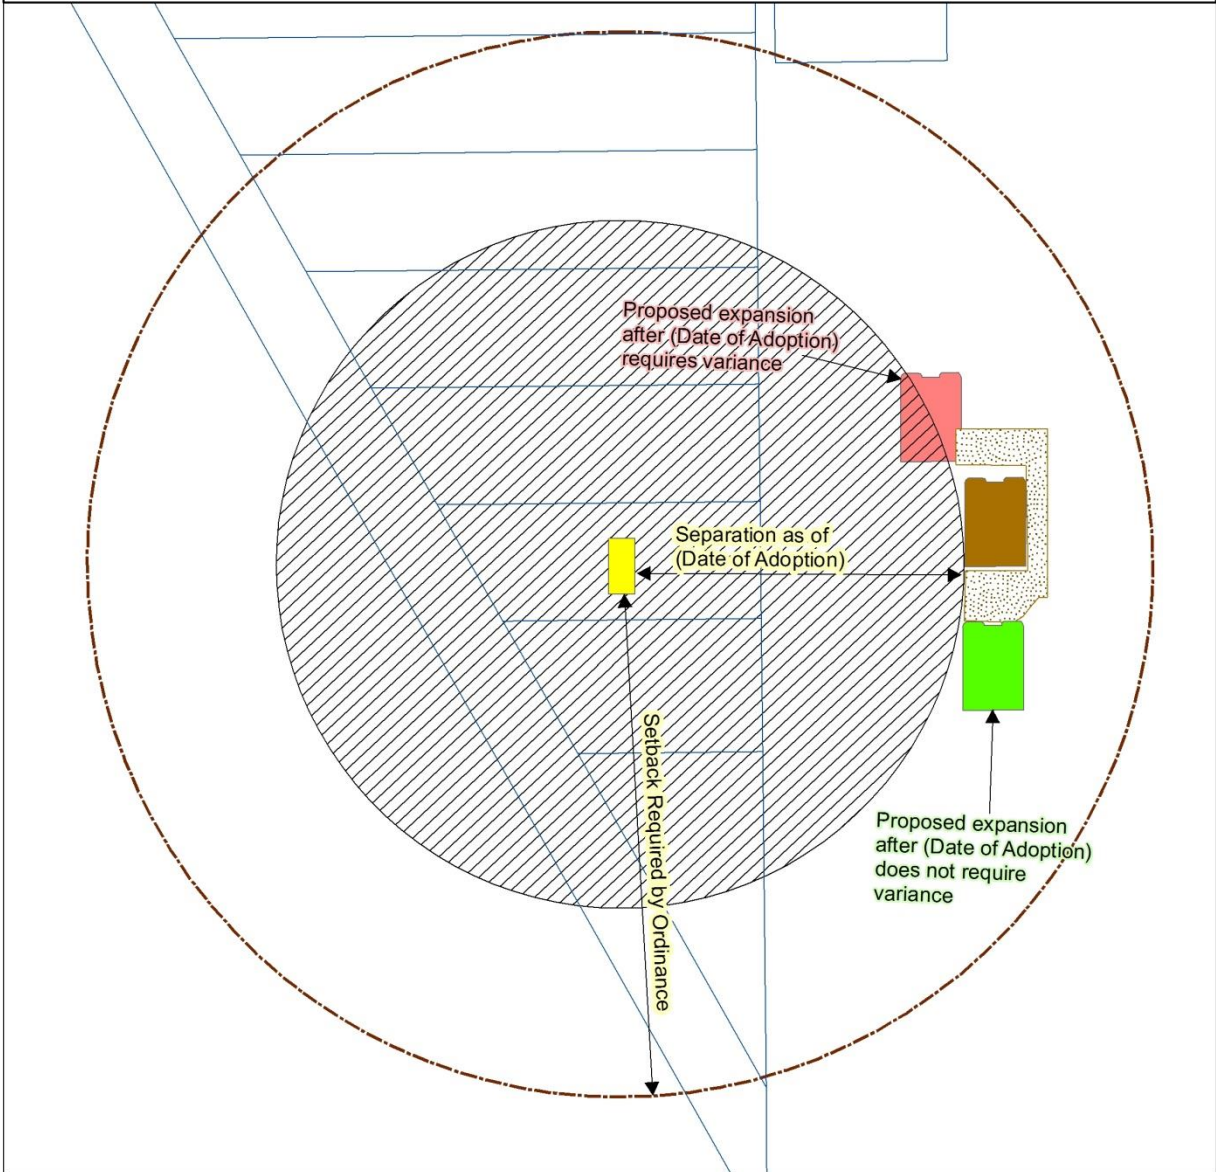 Proposed expansion
after (Date of Adoption)
requires variance
Separation as of
(Date of Adoption)
Setback Required by Ordinance
Proposed expansion
after (Date of Adoption)
does not require
variance